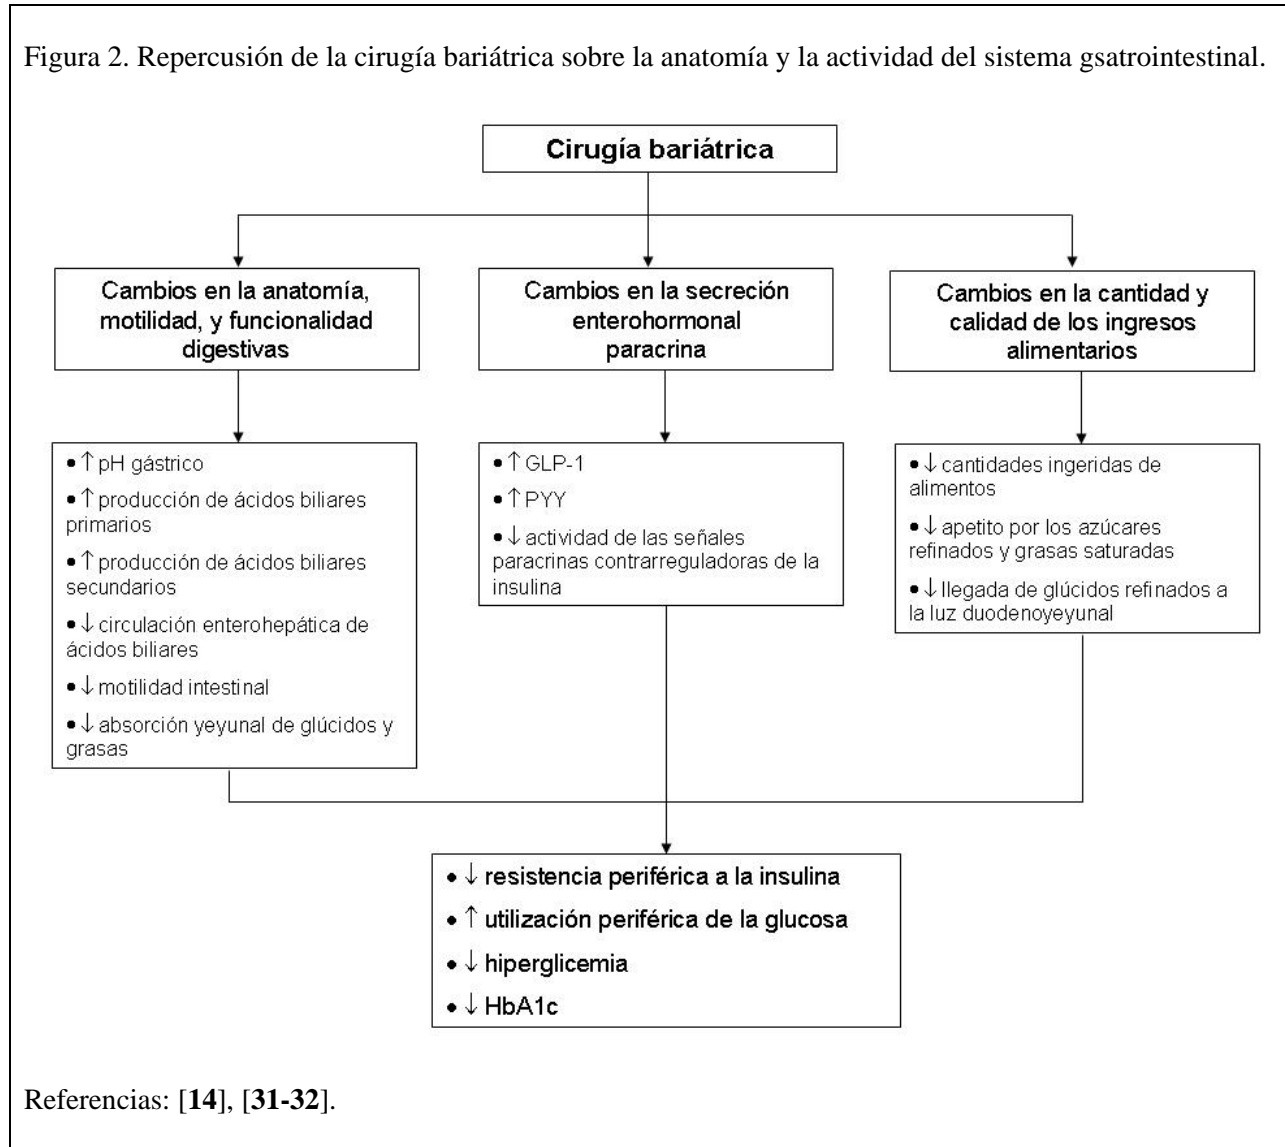 Figura 2. Repercusión de la cirugía bariátrica sobre la anatomía y la actividad del sistema gsatrointestinal.
Cirugía bariátrica
Cambios en la anatomía,
motilidad, y funcionalidad
digestivas
Cambios en la secreción
enterohormonal
paracrina
Cambios en la cantidad y
calidad de los ingresos
alimentarios
● ↑ pH gástrico
● ↑ producción de ácidos biliares
primarios
● ↑ producción de ácidos biliares
secundarios
● ↓ circulación enterohepática de
ácidos biliares
● ↓ motilidad intestinal
● ↓ absorción yeyunal de glúcidos y
grasas
● ↑ GLP-1
● ↑ PYY
● ↓ actividad de las señales
paracrinas contrarreguladoras de la
insulina
● ↓ cantidades ingeridas de
alimentos
● ↓ apetito por los azúcares
refinados y grasas saturadas
● ↓ llegada de glúcidos refinados a
la luz duodenoyeyunal
● ↓ resistencia periférica a la insulina
● ↑ utilización periférica de la glucosa
● ↓ hiperglicemia
● ↓ HbA1c
Referencias: [14], [31-32].